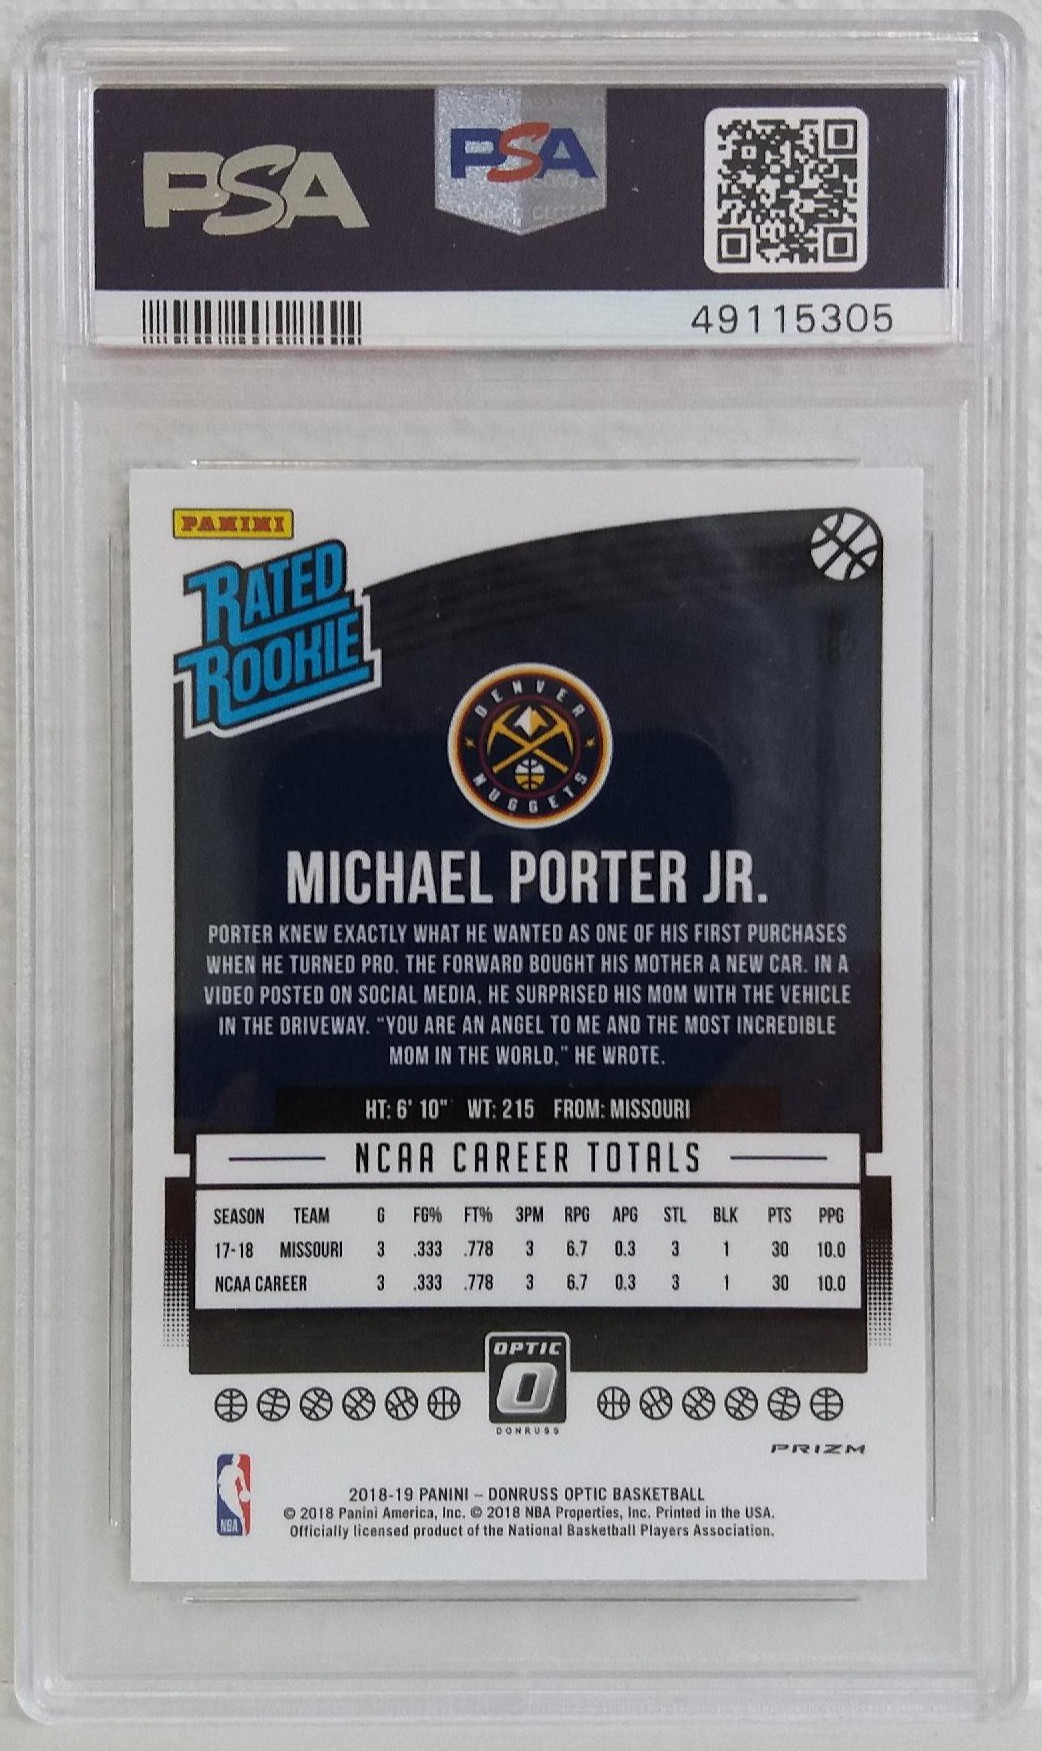 PSA
PSA
49115305
PANINI
RATED
ROOKIE
DENVER
NUGGETS
MICHAEL PORTER JR.
PORTER KNEW EXACTLY WHAT HE WANTED AS ONE OF HIS FIRST PURCHASES
WHEN HE TURNED PRO. THE FORWARD BOUGHT HIS MOTHER A NEW CAR. IN A
VIDEO POSTED ON SOCIAL MEDIA, HE SURPRISED HIS MOM WITH THE VEHICLE
IN THE DRIVEWAY. "YOU ARE AN ANGEL TO ME AND THE MOST INCREDIBLE
MOM IN THE WORLD," HE WROTE.
HT: 6' 10" WT: 215 FROM: MISSOURI
NCAA CAREER TOTALS
SEASON TEAM G FG% FT% 3PM RPG APG STL BLK PTS PPG
17-18 MISSOURI 3 .333 .778 3 6.7 0.3 3 1 30 10.0
NCAA CAREER 3 .333 .778 3 6.7 0.3 3 1 30 10.0
OPTIC
O
DONRUSS
PRIZM
NBA
2018-19 PANINI – DONRUSS OPTIC BASKETBALL
© 2018 Panini America, Inc. © 2018 NBA Properties, Inc. Printed in the USA.
Officially licensed product of the National Basketball Players Association.